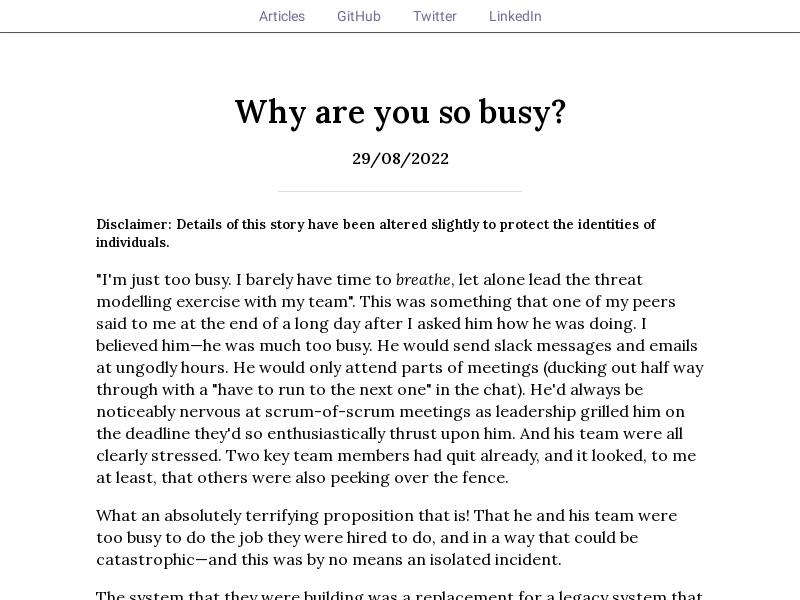 Articles GitHub Twitter LinkedIn
Why are you so busy?
29/08/2022
Disclaimer: Details of this story have been altered slightly to protect the identities of
individuals.
"I'm just too busy. I barely have time to breathe, let alone lead the threat
modelling exercise with my team". This was something that one of my peers
said to me at the end of a long day after I asked him how he was doing. I
believed him—he was much too busy. He would send slack messages and emails
at ungodly hours. He would only attend parts of meetings (ducking out half way
through with a "have to run to the next one" in the chat). He'd always be
noticeably nervous at scrum-of-scrum meetings as leadership grilled him on
the deadline they'd so enthusiastically thrust upon him. And his team were all
clearly stressed. Two key team members had quit already, and it looked, to me
at least, that others were also peeking over the fence.
What an absolutely terrifying proposition that is! That he and his team were
too busy to do the job they were hired to do, and in a way that could be
catastrophic—and this was by no means an isolated incident.
The system that they were building was a replacement for a legacy system that